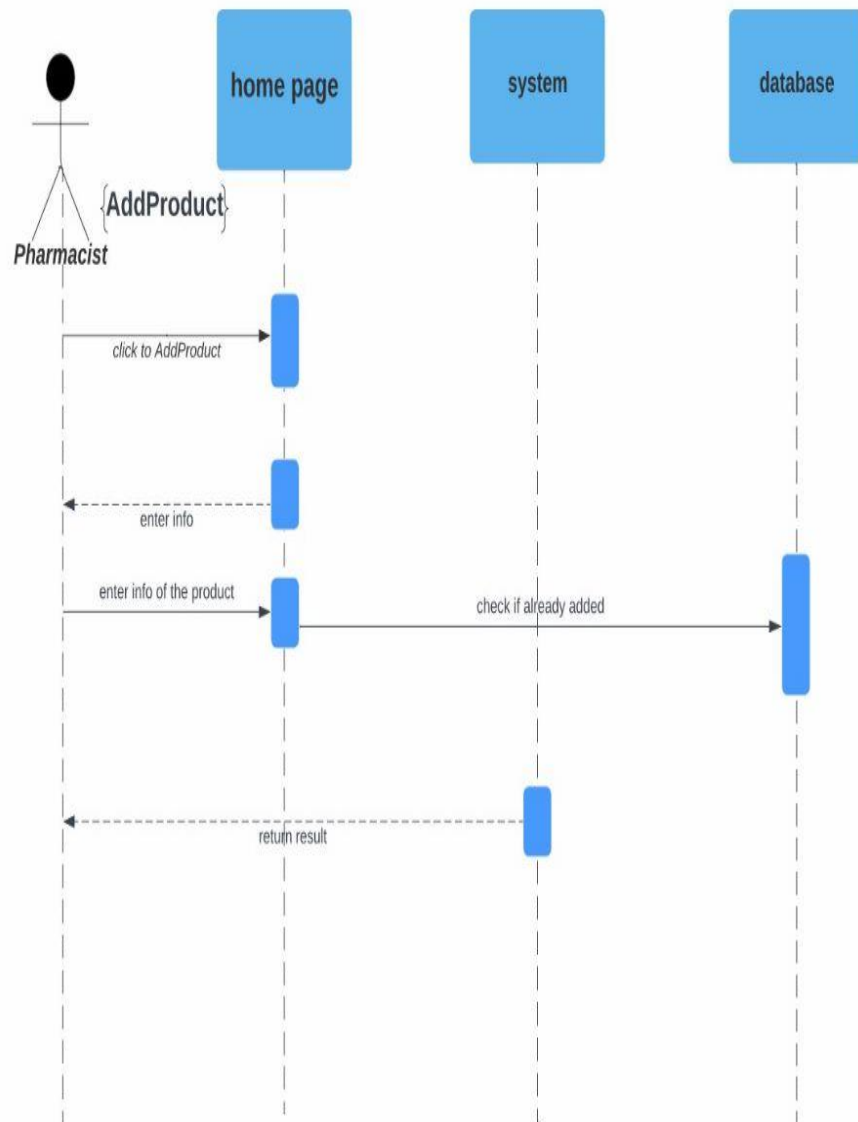 home page
system
database
{AddProduct}
Pharmacist
click to AddProduct
enter info
enter info of the product
check if already added
return result